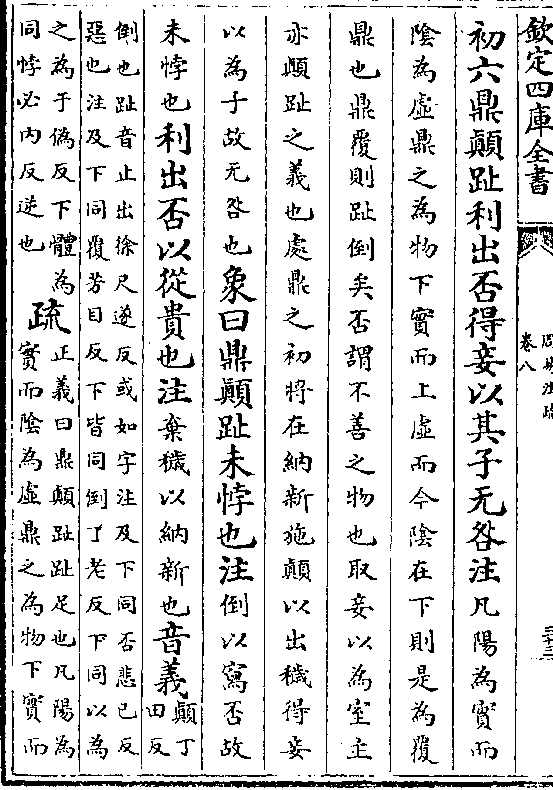 欽定四庫全書
周易注疏
卷八
初六鼎顛趾利出否得妾以其子无咎注凡陽為實而
陰為虛鼎之為物下實而上虛而今陰在下則是為覆
鼎也鼎覆則趾倒矣否謂不善之物也取妾以為室主
亦顛趾之義也處鼎之初將在納新施顛以出穢得妾
以為子故无咎也象曰鼎顛趾未悖也注倒以寫否故
未悖也利出否以從貴也注棄穢以納新也音義顛丁
田反
倒也趾音止出徐尺遂反或如字注及下同否悲已反
惡也注及下同覆芳目反下皆同倒了老反下同以為
之為于偽反下體為
同悖必内反逆也
疏正義曰鼎顛趾趾足也凡陽為
實而陰為虛鼎之為物下實而